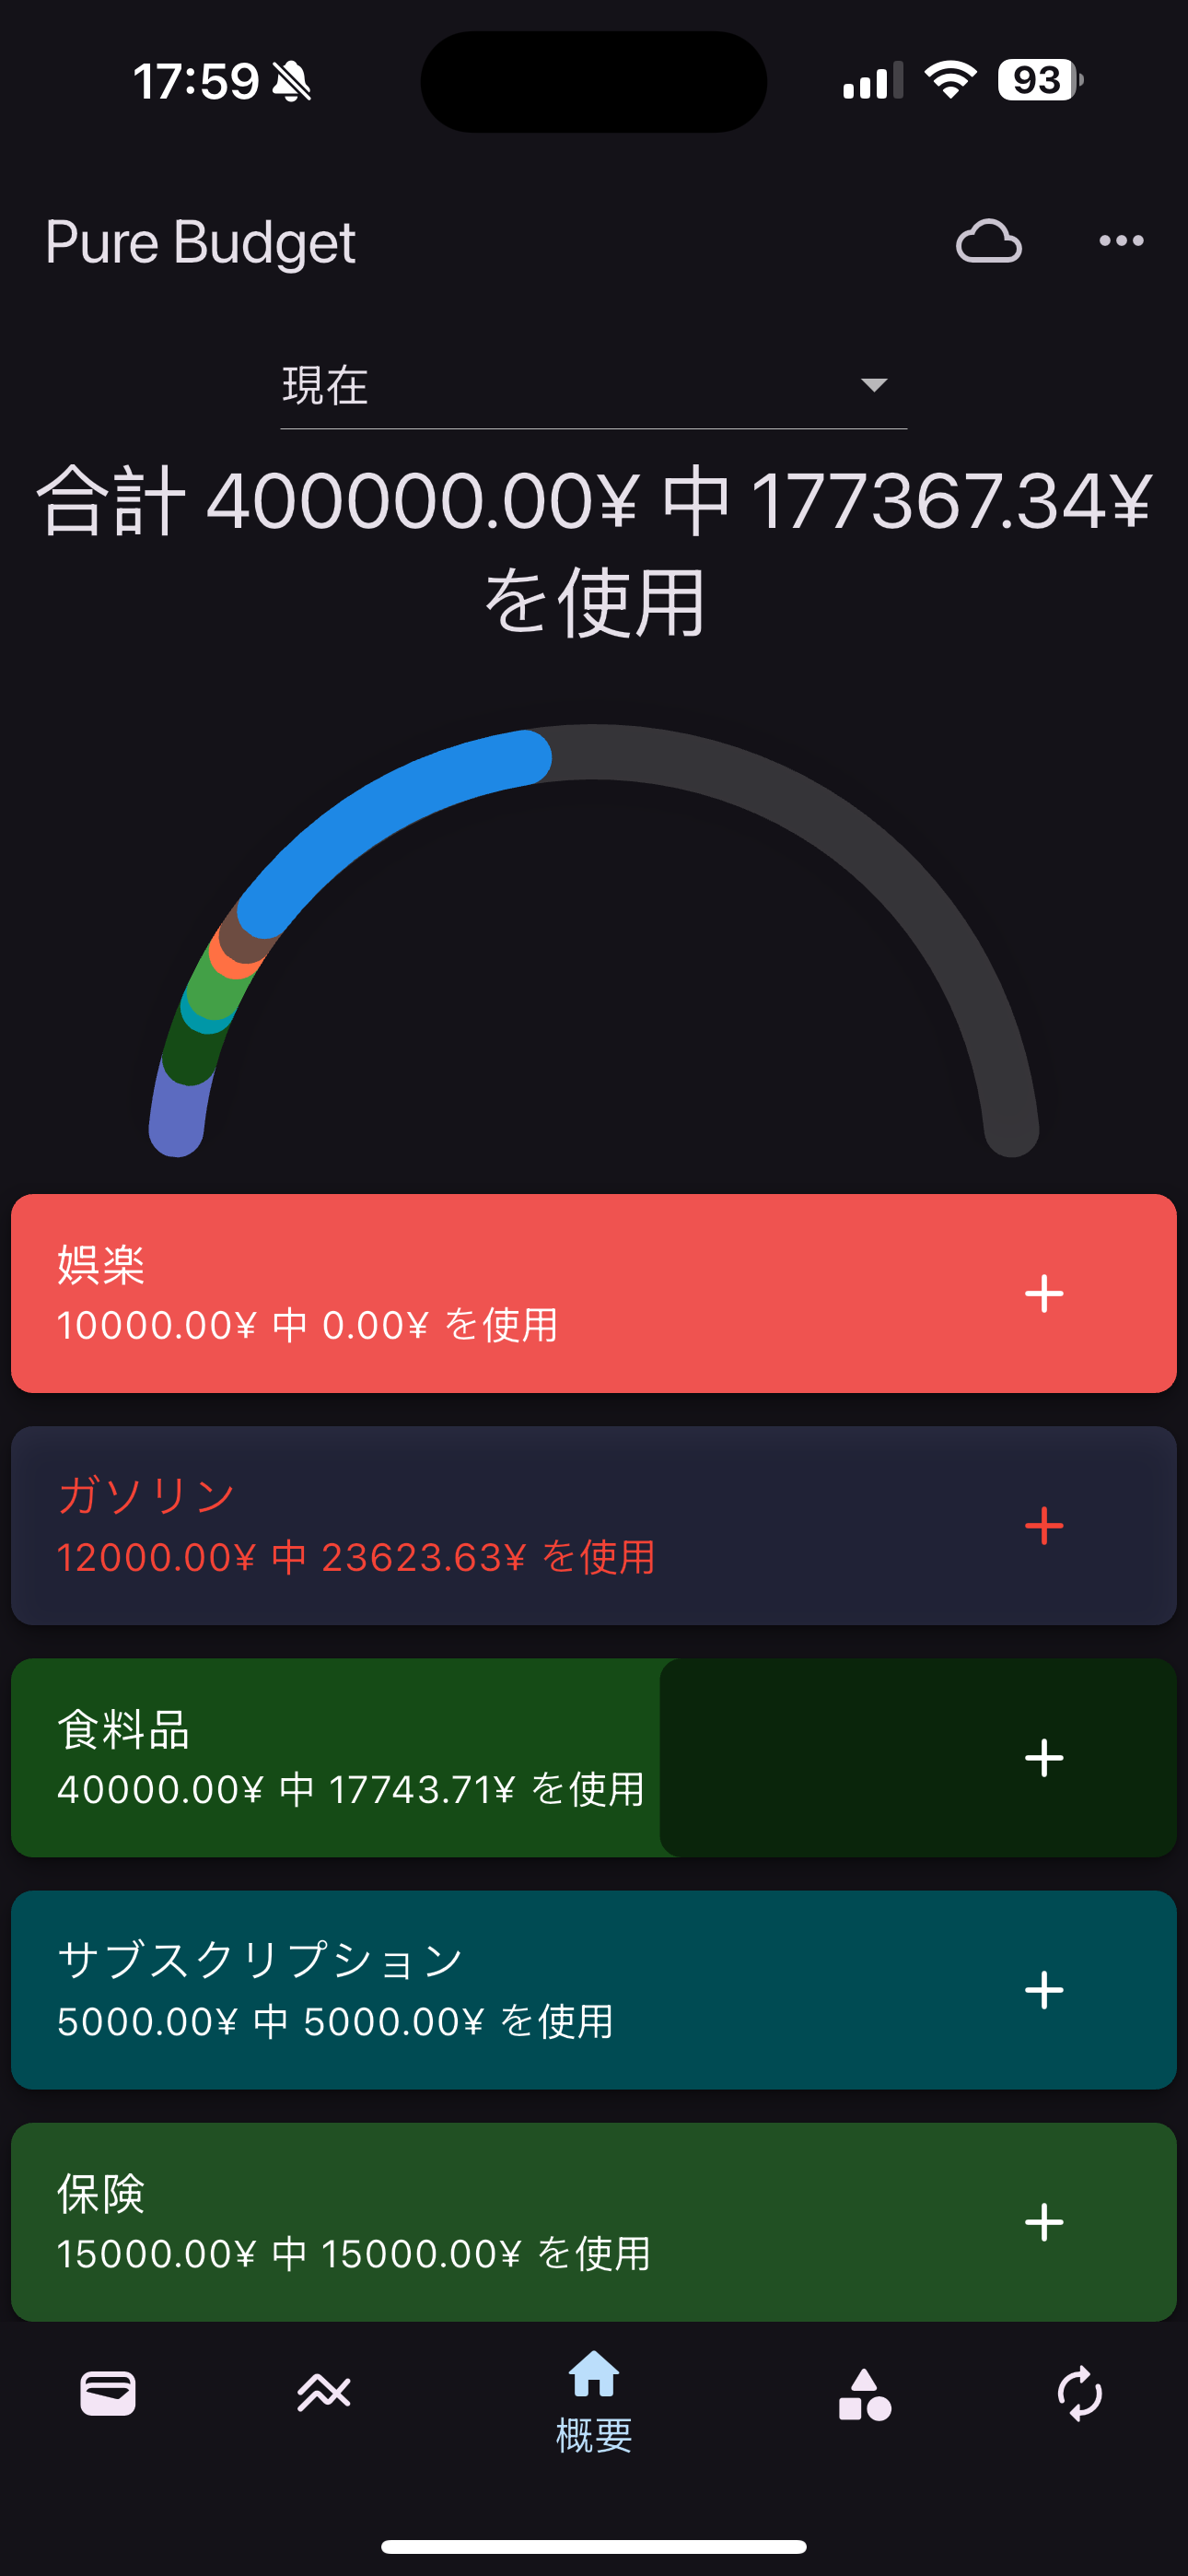 17:59
93
Pure Budget
現在
合計 400000.00¥ 中 177367.34¥
を使用
娯楽
10000.00¥ 中 0.00¥ を使用
ガソリン
12000.00¥ 中 23623.63¥ を使用
食料品
40000.00¥ 中 17743.71¥ を使用
サブスクリプション
5000.00¥ 中 5000.00¥ を使用
保険
15000.00¥ 中 15000.00¥ を使用
概要